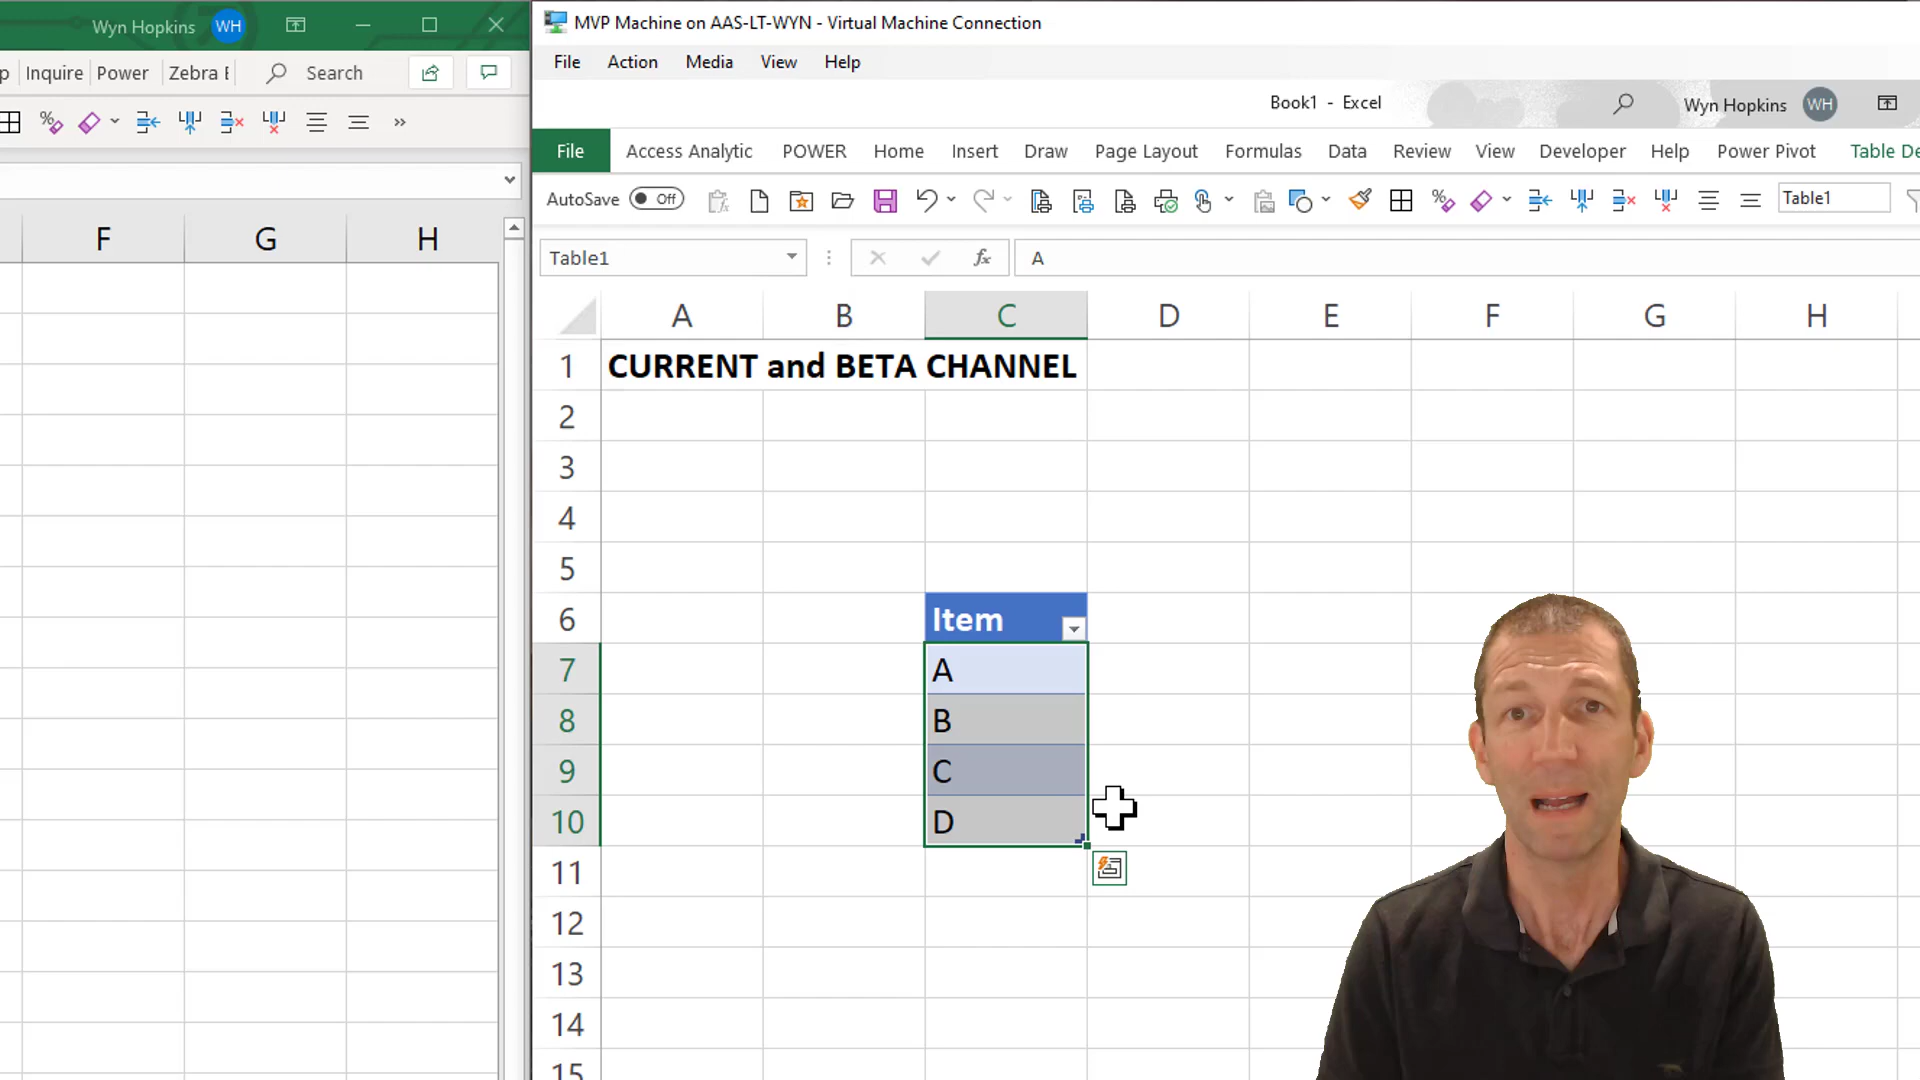 Wyn Hopkins WH
Inquire Power Zebra Search
»
F G H
MVP Machine on AAS-LT-WYN - Virtual Machine Connection
File Action Media View Help
Book1 - Excel Wyn Hopkins WH
File Access Analytic POWER Home Insert Draw Page Layout Formulas Data Review View Developer Help Power Pivot Table De
AutoSave Off Table1
Table1 fx A
A B C D E F G H
1 CURRENT and BETA CHANNEL
2
3
4
5
6 Item
7 A
8 B
9 C
10 D
11
12
13
14
15